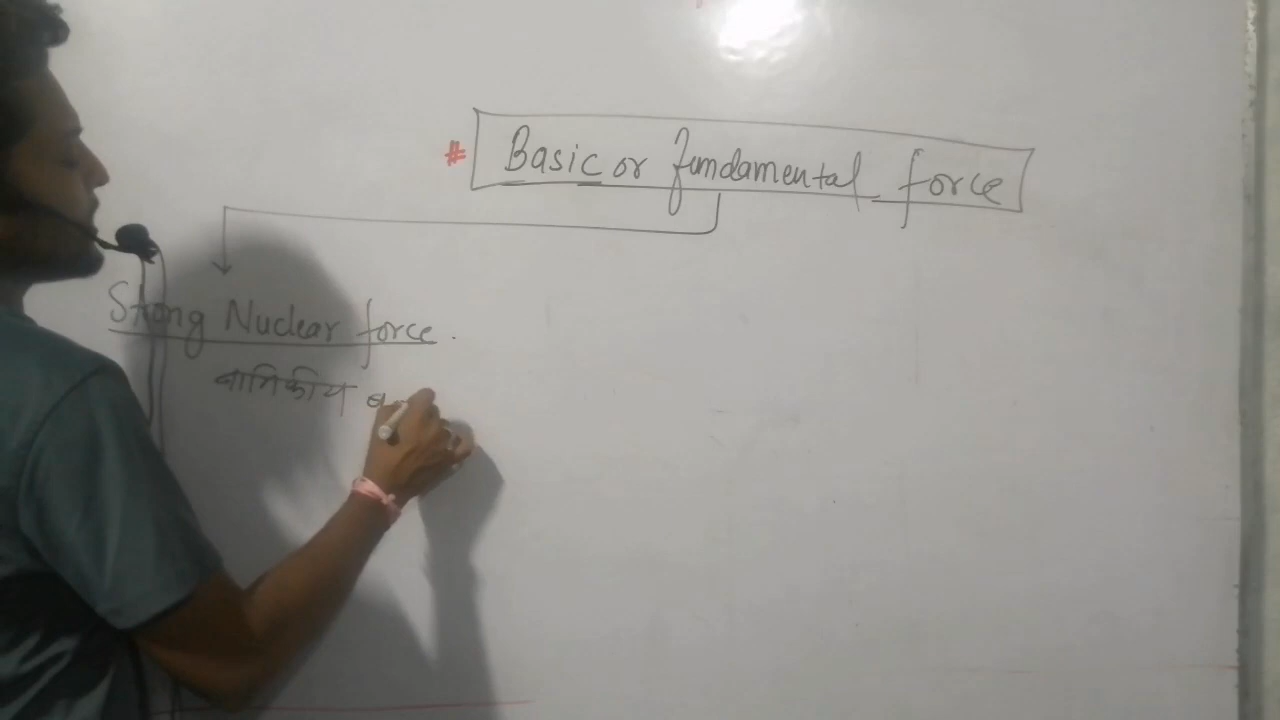 # Basic or fundamental force
Strong Nuclear force.
नाभिकीय ब